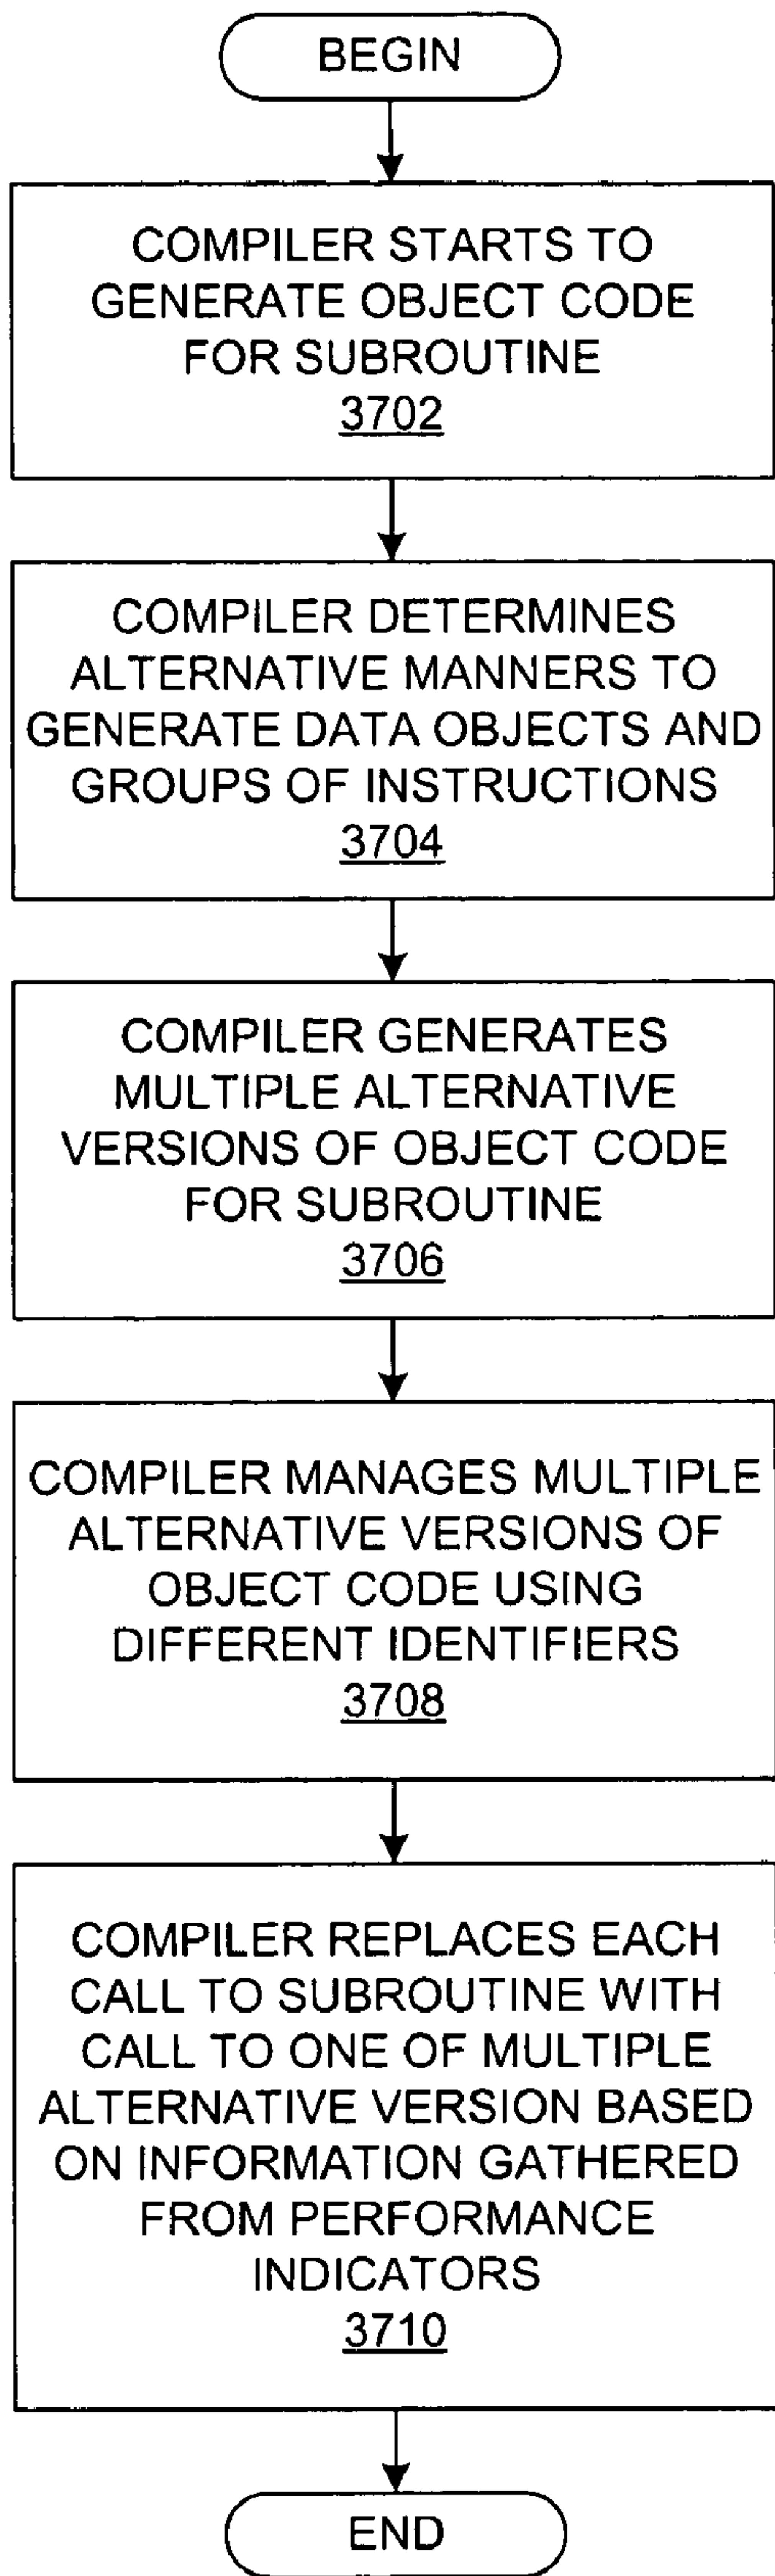 BEGIN
COMPILER STARTS TO
GENERATE OBJECT CODE
FOR SUBROUTINE
3702
COMPILER DETERMINES
ALTERNATIVE MANNERS TO
GENERATE DATA OBJECTS AND
GROUPS OF INSTRUCTIONS
3704
COMPILER GENERATES
MULTIPLE ALTERNATIVE
VERSIONS OF OBJECT CODE
FOR SUBROUTINE
3706
COMPILER MANAGES MULTIPLE
ALTERNATIVE VERSIONS OF
OBJECT CODE USING
DIFFERENT IDENTIFIERS
3708
COMPILER REPLACES EACH
CALL TO SUBROUTINE WITH
CALL TO ONE OF MULTIPLE
ALTERNATIVE VERSION BASED
ON INFORMATION GATHERED
FROM PERFORMANCE
INDICATORS
3710
END